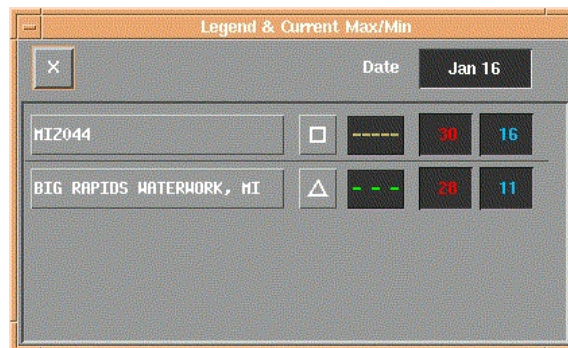 Legend & Current Max/Min
X Date Jan 16
MIZ044 30 16
BIG RAPIDS WATERWORK, MI 28 11